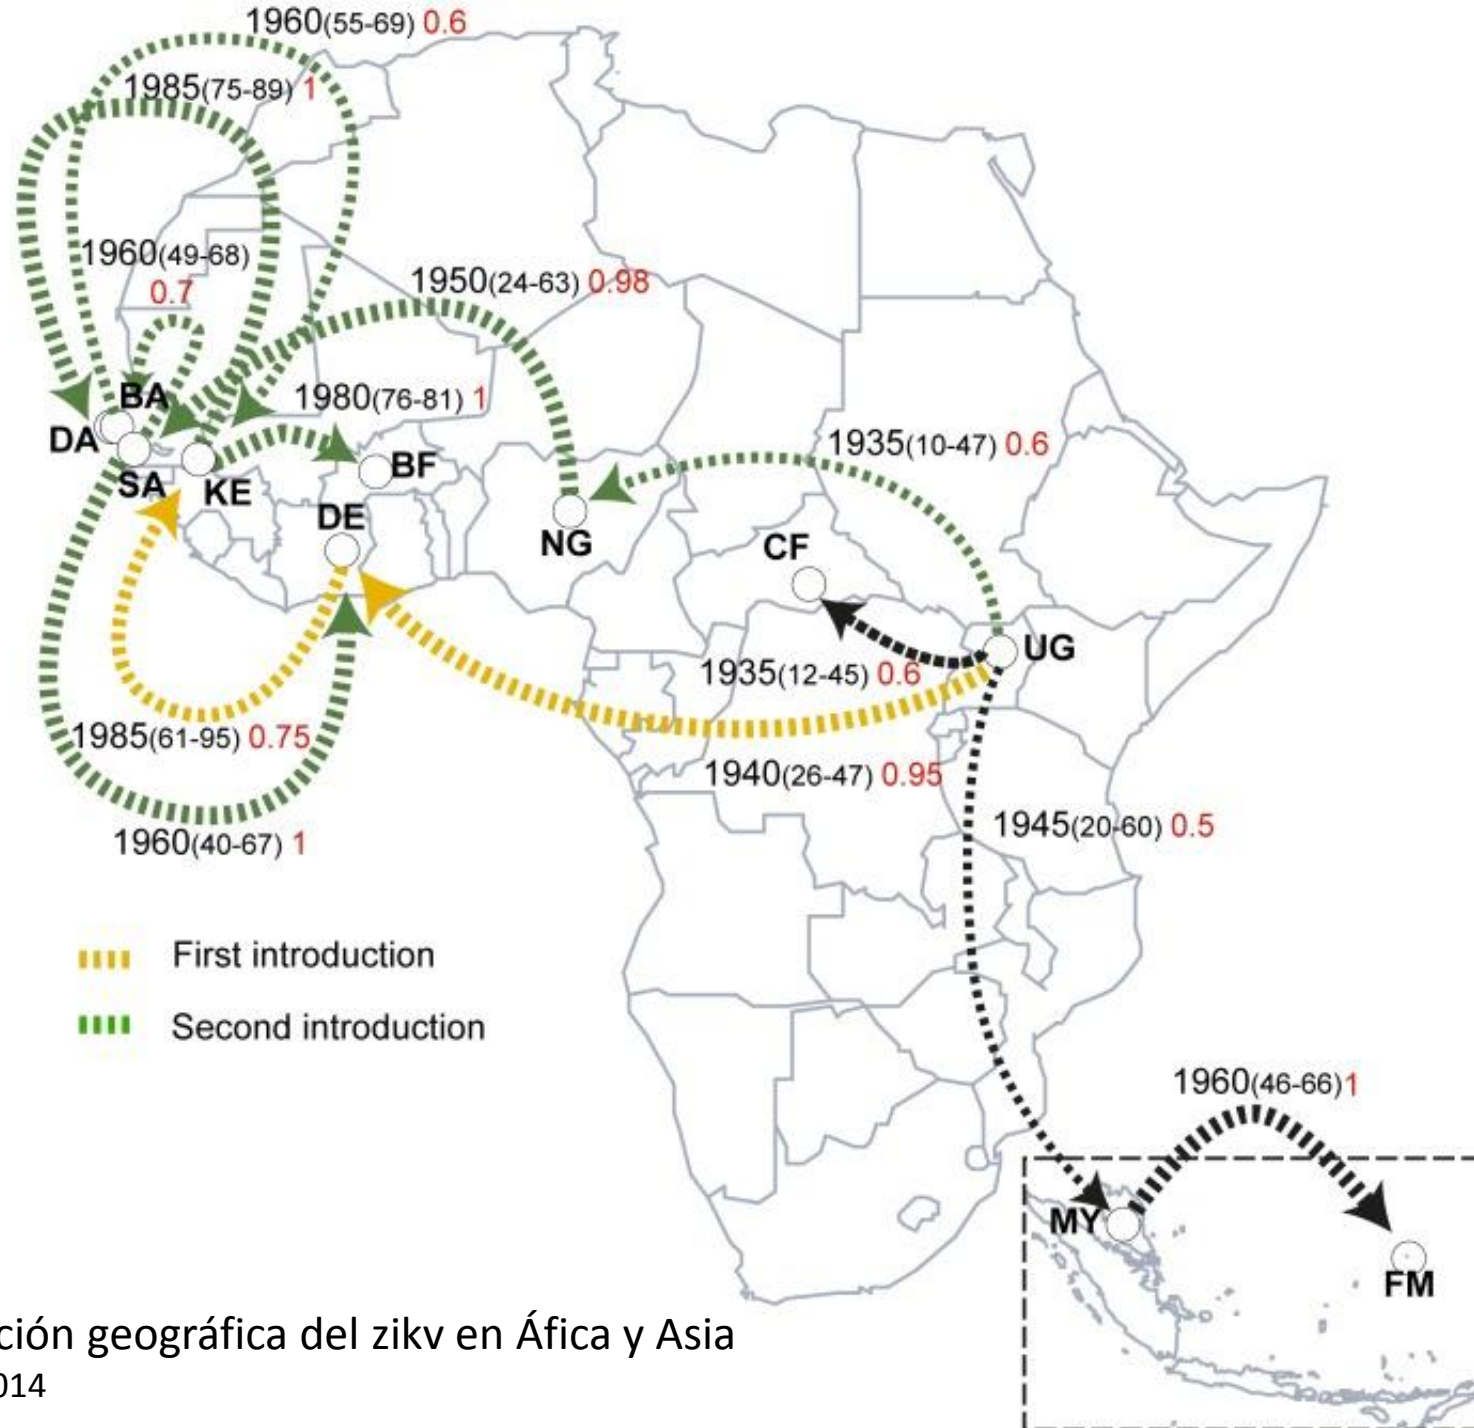 1960(55-69) 0.6
1985(75-89) 1
1960(49-68)
0.7
1950(24-63) 0.98
1980(76-81) 1
BA
DA
SA
KE
BF
DE
NG
1935(10-47) 0.6
CF
UG
1935(12-45) 0.6
1985(61-95) 0.75
1940(26-47) 0.95
1960(40-67) 1
1945(20-60) 0.5
First introduction
Second introduction
1960(46-66)1
MY
FM
ción geográfica del zikv en Áfica y Asia
014